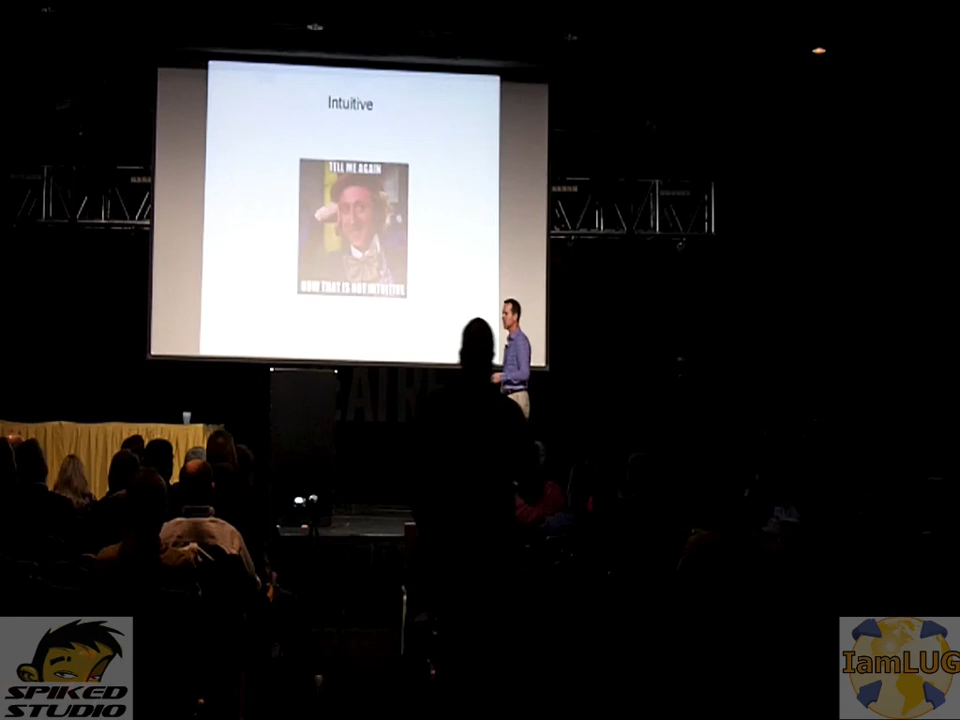 Intuitive
TELL ME AGAIN
HOW THAT IS NOT INTUITIVE
SPIKED
STUDIO
IamLUG